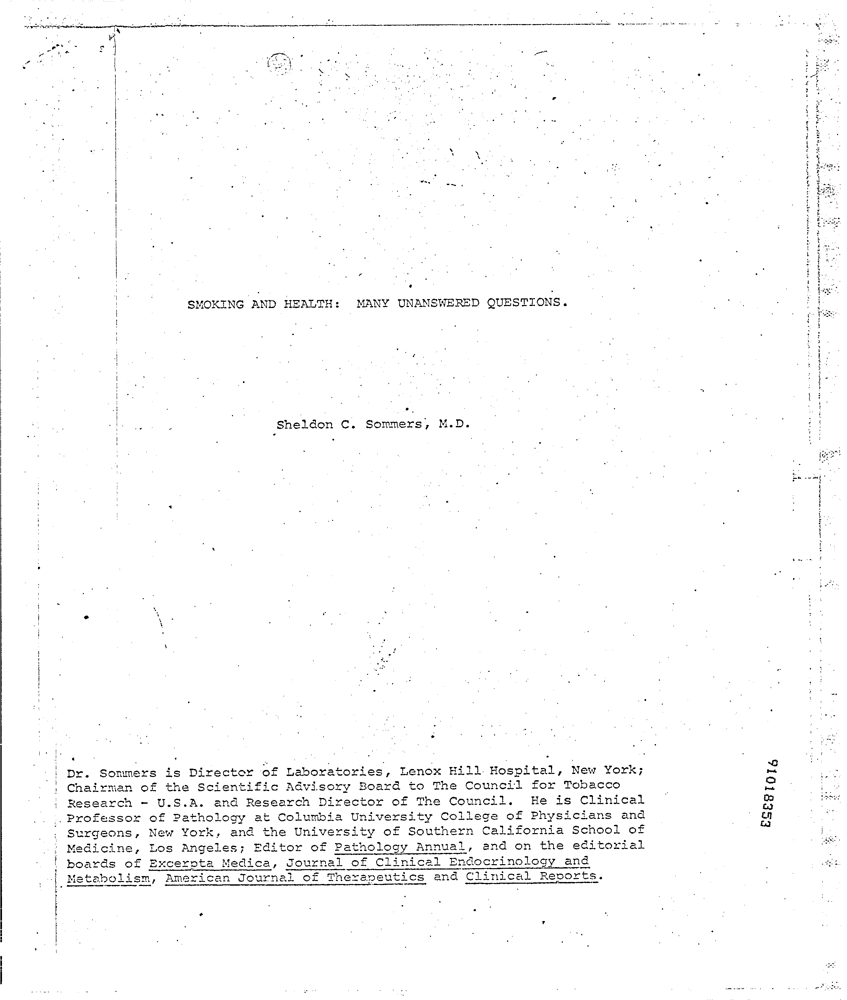 SMOKING AND HEALTH: MANY UNANSWERED QUESTIONS.
Sheldon C. Sommers, M.D.
Dr. Sommers is Director of Laboratories, Lenox Hill Hospital, New York;
Chairman of the Scientific Advisory Board to The Council for Tobacco
Research - U.S.A. and Research Director of The Council. He is Clinical
Professor of Pathology at Columbia University College of Physicians and
Surgeons, New York, and the University of Southern California School of
Medicine, Los Angeles; Editor of Pathology Annual, and on the editorial
boards of Excerpta Medica, Journal of Clinical Endocrinology and
Metabolism, American Journal of Therapeutics and Clinical Reports.
91018353